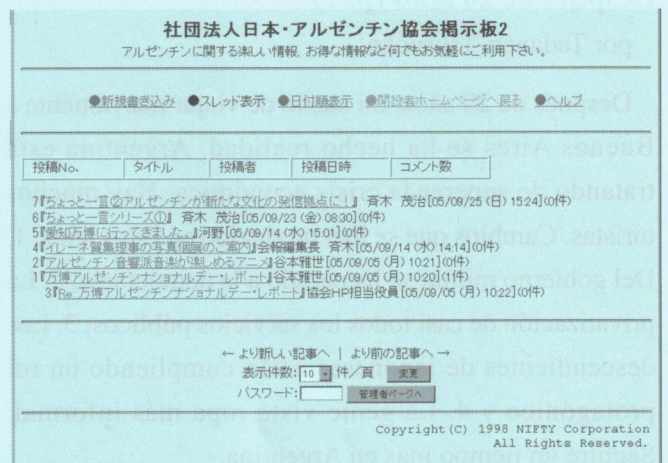 社団法人日本・アルゼンチン協会掲示板2
アルゼンチンに関する楽しい情報、お得な情報など何でもお気軽にご利用下さい。
●新規書き込み ●スレッド表示 ●日付順表示 ●開設者ホームページへ戻る ●ヘルプ
投稿No. タイトル 投稿者 投稿日時 コメント数
7『ちょっと一言②アルゼンチンが新たな文化の発信拠点に!』 斉木 茂治[05/09/25 (日) 15:24](0件)
6『ちょっと一言シリーズ①』 斉木 茂治[05/09/23 (金) 08:30](0件)
5『愛知万博に行ってきました。』河野[05/09/14 (水) 15:01](0件)
4『イレーネ賀集理事の写真個展のご案内』会報編集長 斉木[05/09/14 (水) 14:14](0件)
2『アルゼンチン音響派音楽が楽しめるアニメ』谷本雅世[05/09/05 (月) 10:21](0件)
1『万博アルゼンチンナショナルデー・レポート』谷本雅世[05/09/05 (月) 10:20](1件)
3『Re: 万博アルゼンチンナショナルデー・レポート』協会HP担当役員[05/09/05 (月) 10:22](0件)
← より新しい記事へ | より前の記事へ →
表示件数: 10 件/頁 変更
パスワード: 管理者ページへ
Copyright(C) 1998 NIFTY Corporation
All Rights Reserved.